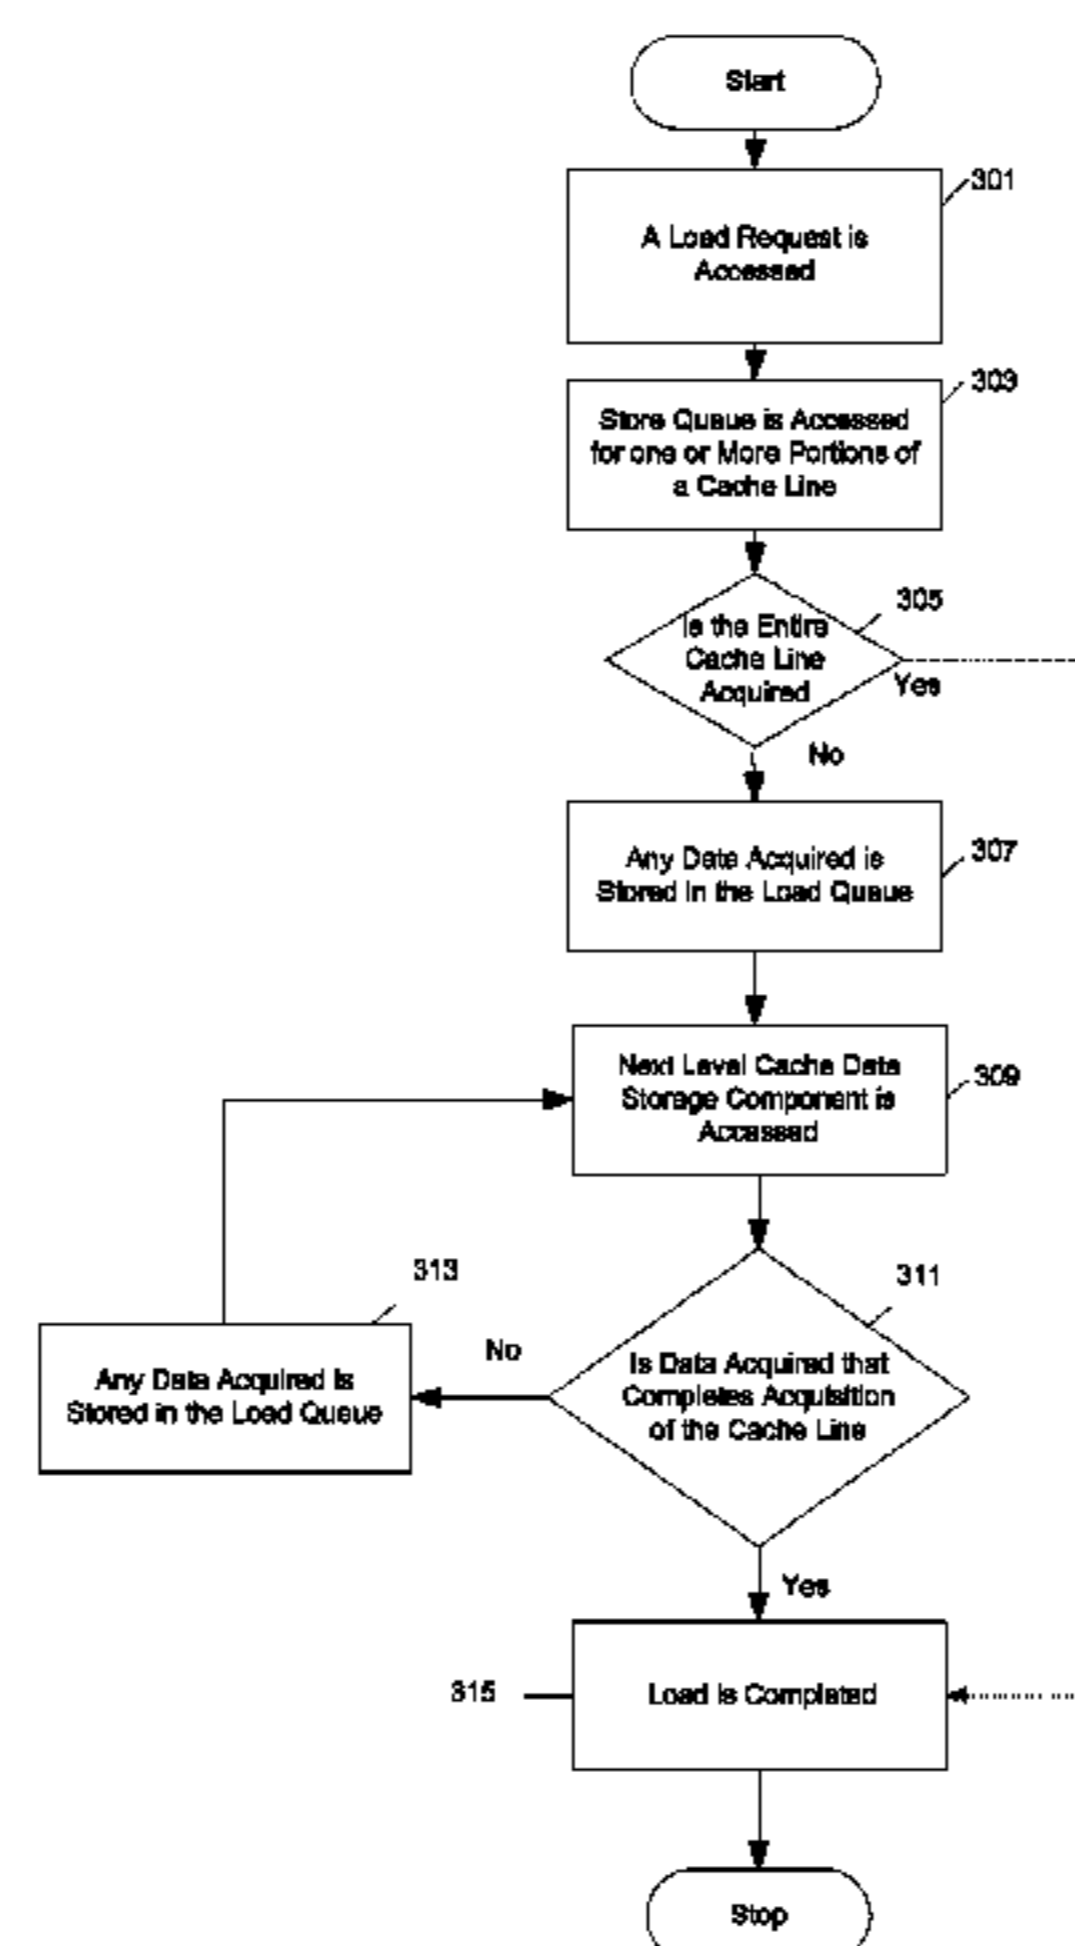 Start
301
A Load Request is
Accessed
303
Store Queue is Accessed
for one or More Portions of
a Cache Line
305
Is the Entire
Cache Line
Acquired
Yes
No
307
Any Data Acquired is
Stored in the Load Queue
Next Level Cache Data
Storage Component is
Accessed
309
313
311
No
Is Data Acquired that
Completes Acquisition
of the Cache Line
Any Data Acquired is
Stored in the Load Queue
Yes
315
Load is Completed
Stop